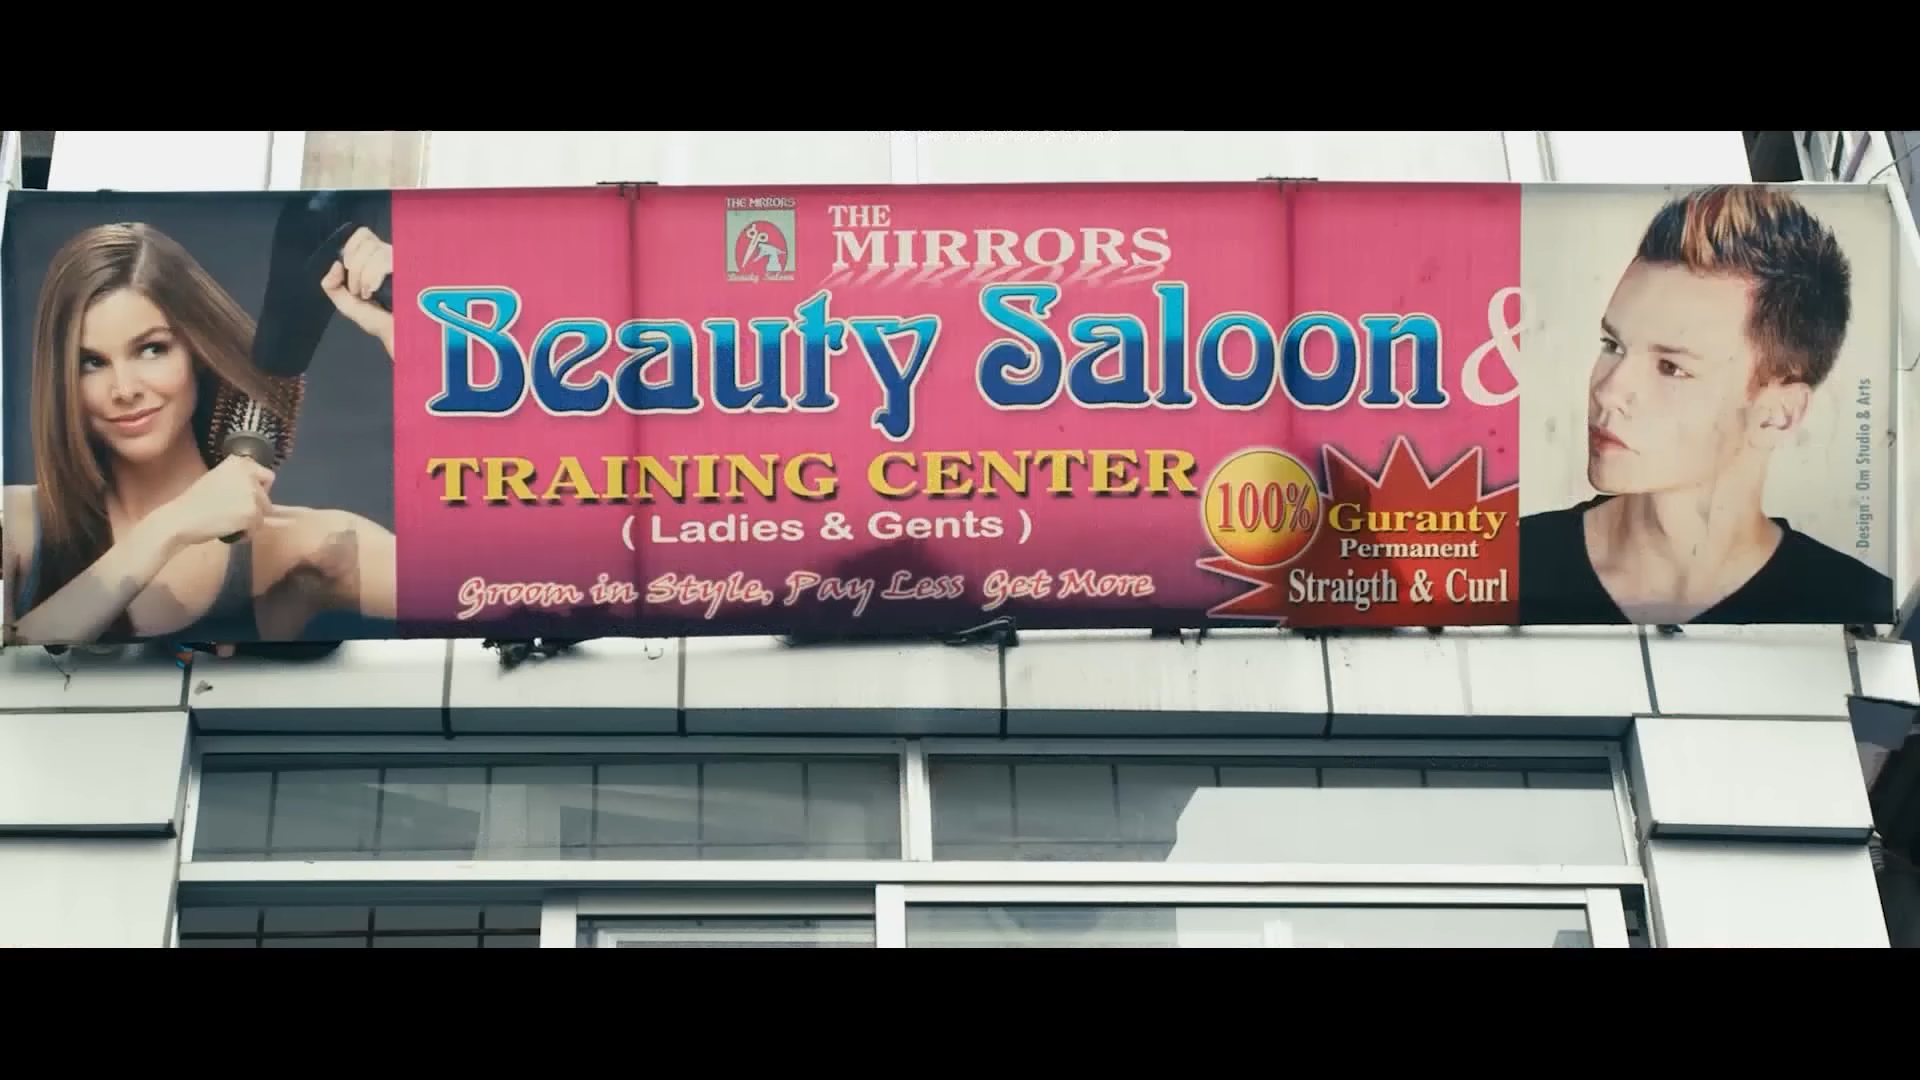 THE MIRRORS
Beauty Saloon
THE
MIRRORS
Beauty Saloon &
TRAINING CENTER
( Ladies & Gents )
Groom in Style, Pay Less Get More
100%
Guranty
Permanent
Straigth & Curl
Design : Om Studio & Arts